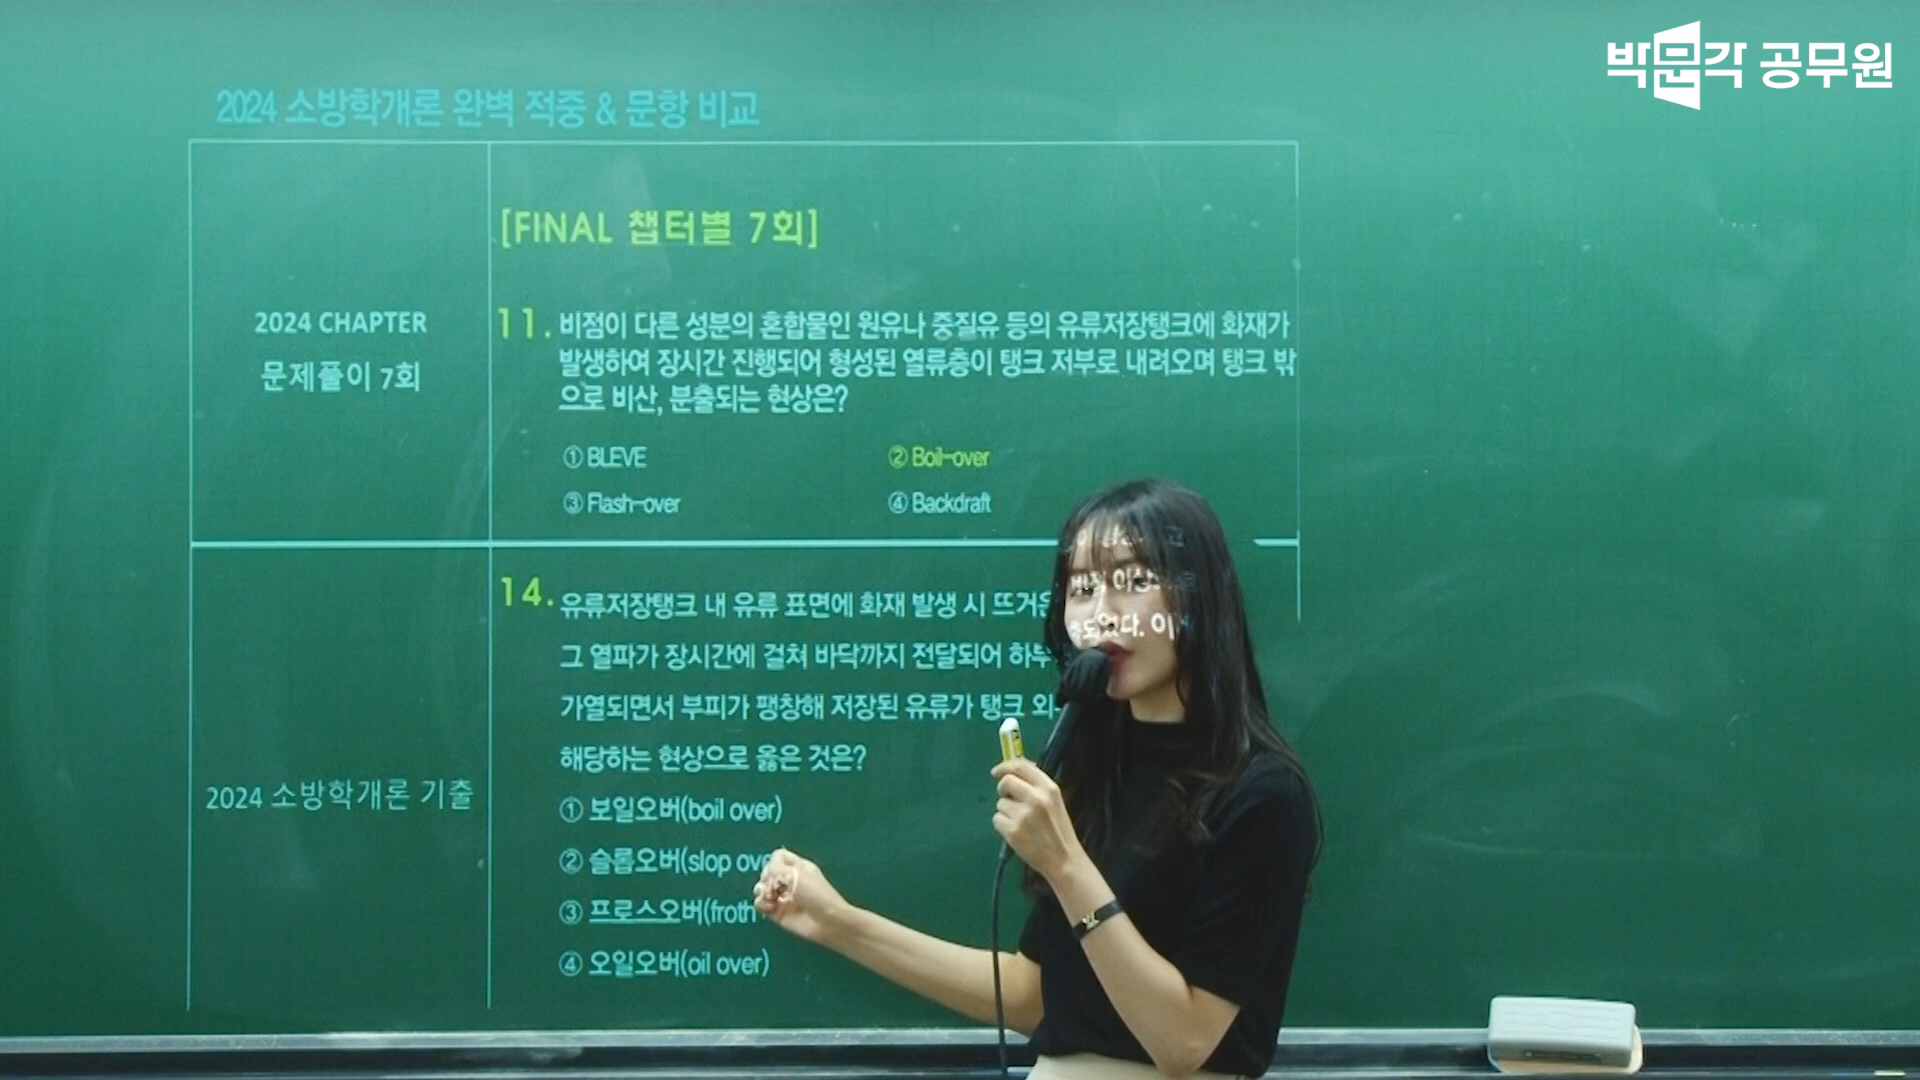 박문각 공무원
2024 소방학개론 완벽 적중 & 문항 비교
[FINAL 챕터별 7회]
2024 CHAPTER
문제풀이 7회
11. 비점이 다른 성분의 혼합물인 원유나 중질유 등의 유류저장탱크에 화재가
발생하여 장시간 진행되어 형성된 열류층이 탱크 저부로 내려오며 탱크 밖
으로 비산, 분출되는 현상은?
① BLEVE ② Boil-over
③ Flash-over ④ Backdraft
2024 소방학개론 기출
14. 유류저장탱크 내 유류 표면에 화재 발생 시 뜨거운
그 열파가 장시간에 걸쳐 바닥까지 전달되어 하부
비점 이상
가열되면서 부피가 팽창해 저장된 유류가 탱크 외
되었다. 이
해당하는 현상으로 옳은 것은?
① 보일오버(boil over)
② 슬롭오버(slop ove
③ 프로스오버(froth
④ 오일오버(oil over)